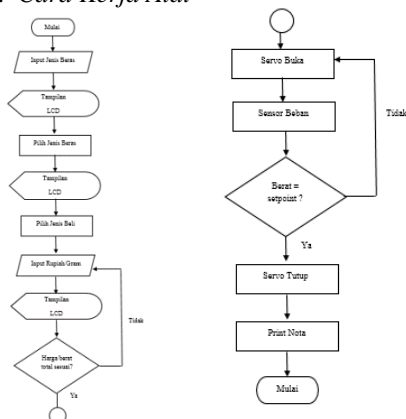 Cara Kerja Alat
Mulai
Input Jenis Beras
Tampilan
LCD
Pilih Jenis Beras
Tampilan
LCD
Pilih Jenis Beli
Input Rupiah/Gram
Tampilan
LCD
Harga/berat
total sesuai?
Tidak
Ya
Servo Buka
Sensor Beban
Berat =
setpoint ?
Tidak
Ya
Servo Tutup
Print Nota
Mulai